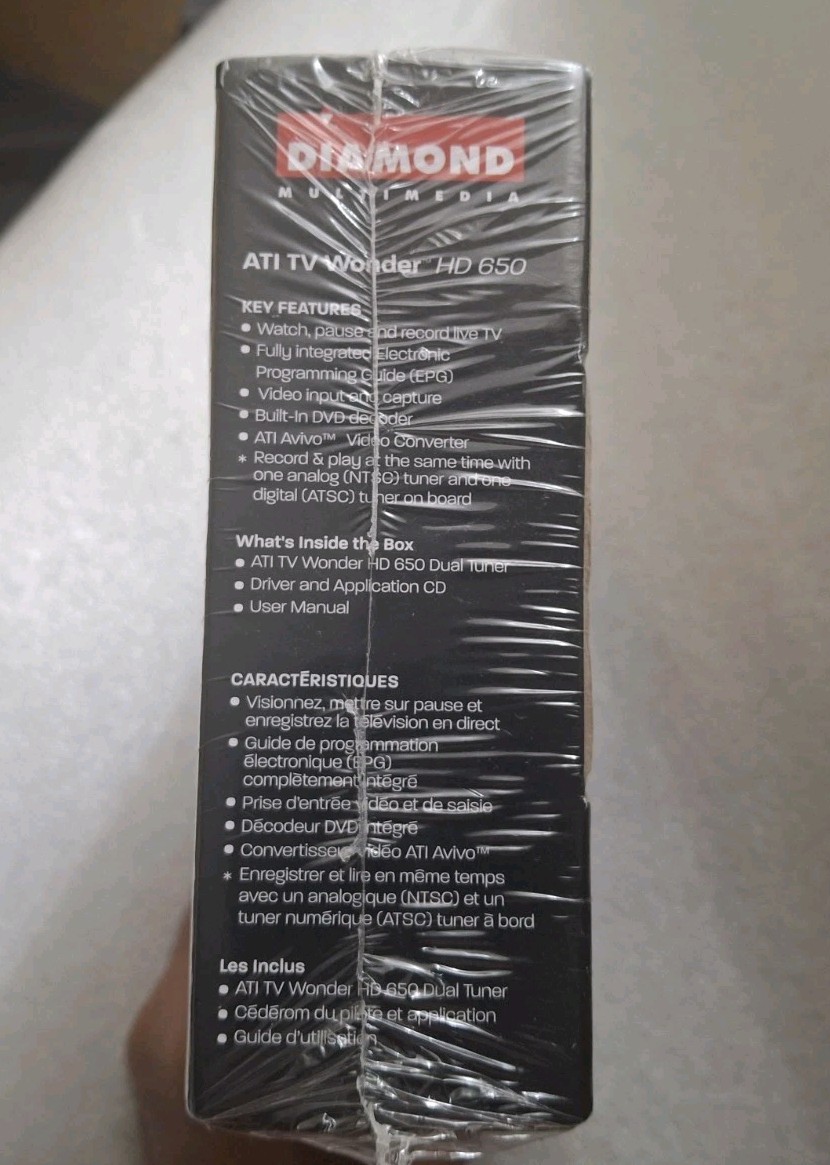 DIAMOND
MULTIMEDIA
ATI TV Wonder™ HD 650
KEY FEATURES
• Watch, pause and record live TV
• Fully integrated Electronic
Programming Guide (EPG)
• Video input and capture
• Built-In DVD decoder
• ATI Avivo™ Video Converter
* Record & play at the same time with
one analog (NTSC) tuner and one
digital (ATSC) tuner on board
What's Inside the Box
• ATI TV Wonder HD 650 Dual Tuner
• Driver and Application CD
• User Manual
CARACTÉRISTIQUES
• Visionnez, mettre sur pause et
enregistrez la télévision en direct
• Guide de programmation
électronique (EPG)
complètement intégré
• Prise d'entrée vidéo et de saisie
• Décodeur DVD intégré
• Convertisseur vidéo ATI Avivo™
* Enregistrer et lire en même temps
avec un analogique (NTSC) et un
tuner numérique (ATSC) tuner à bord
Les Inclus
• ATI TV Wonder HD 650 Dual Tuner
• Cédérom du pilote et application
• Guide d'utilisation